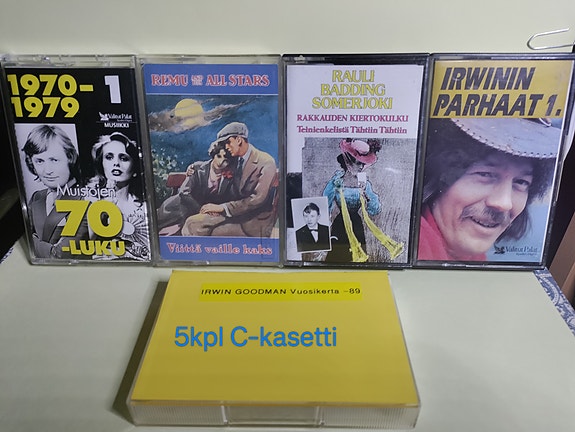 1970-
1979
1
Valitut Palat
MUSIIKKI
Muistojen
70
-LUKU
REMU AND THE ALL STARS
Viittä vaille kaks
RAULI
BADDING
SOMERJOKI
RAKKAUDEN KIERTOKULKU
Teinienkelistä Tähtiin Tähtiin
IRWININ
PARHAAT 1.
Valitut Palat
IRWIN GOODMAN Vuosikerta -89
5kpl C-kasetti